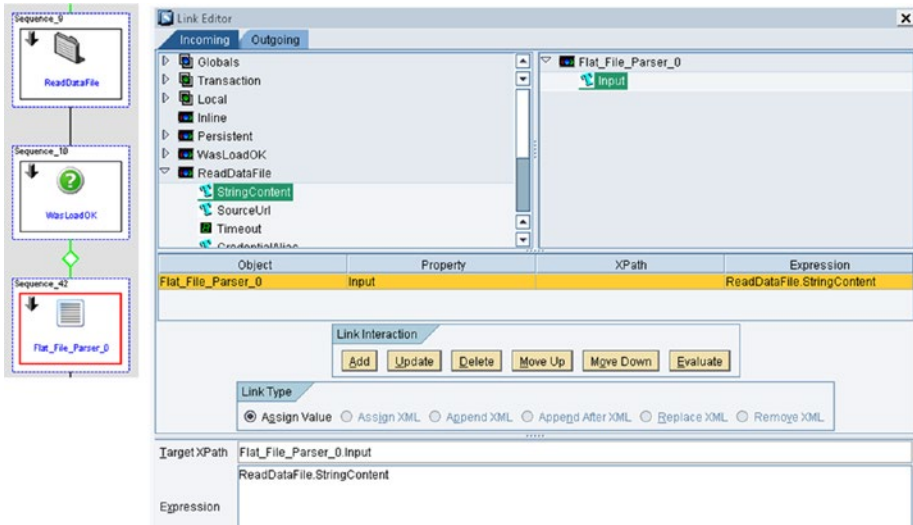 Sequence_9
ReadDataFile
Sequence_10
WasLoadOK
Sequence_42
Flat_File_Parser_0
Link Editor
Incoming Outgoing
Globals
Transaction
Local
Inline
Persistent
WasLoadOK
ReadDataFile
StringContent
SourceUrl
Timeout
CredentialAlias
Flat_File_Parser_0
Input
Object Property XPath Expression
Flat_File_Parser_0 Input ReadDataFile.StringContent
Link Interaction
Add Update Delete Move Up Move Down Evaluate
Link Type
Assign Value Assign XML Append XML Append After XML Replace XML Remove XML
Target XPath Flat_File_Parser_0.Input
ReadDataFile.StringContent
Expression